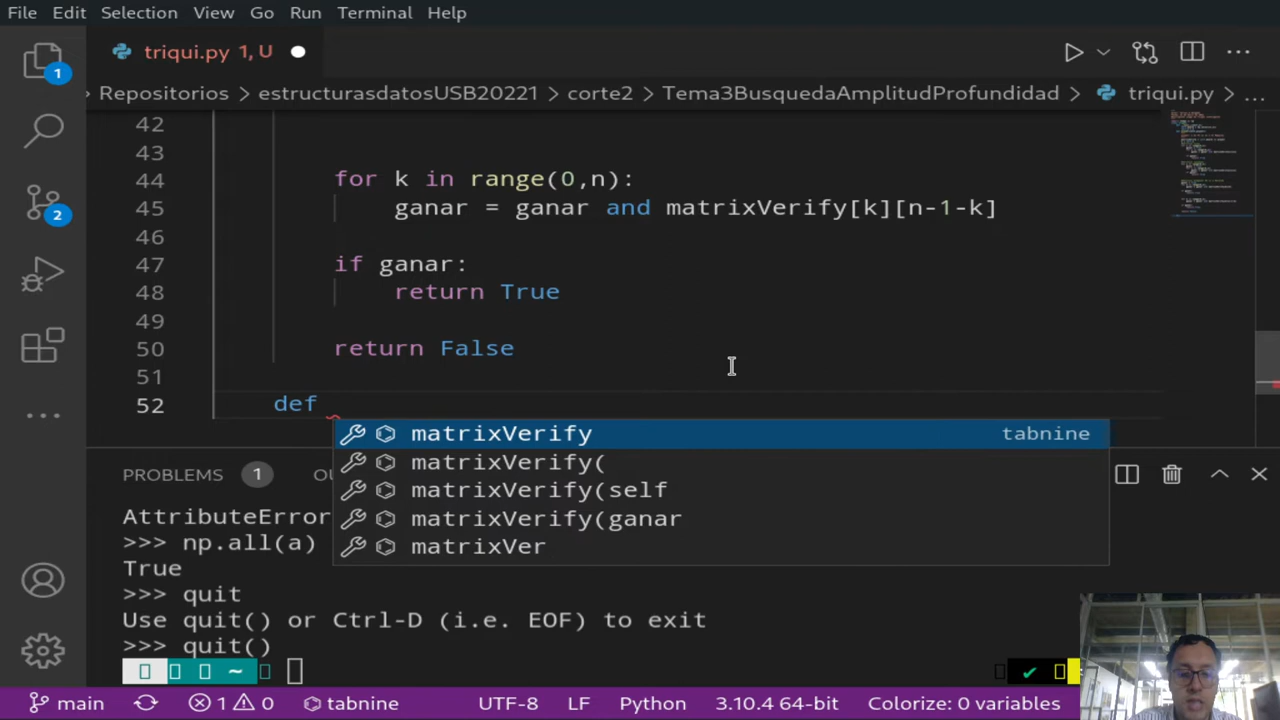 File Edit Selection View Go Run Terminal Help
1
triqui.py 1, U
Repositorios > estructurasdatosUSB20221 > corte2 > Tema3BusquedaAmplitudProfundidad > triqui.py > ...
42
43
44 for k in range(0,n):
45 ganar = ganar and matrixVerify[k][n-1-k]
46
2
47 if ganar:
48 return True
49
50 return False
51
52 def
matrixVerify tabnine
matrixVerify(
matrixVerify(self
matrixVerify(ganar
matrixVer
PROBLEMS 1 OU
AttributeError
>>> np.all(a)
True
>>> quit
Use quit() or Ctrl-D (i.e. EOF) to exit
>>> quit()
~
main 1 0 tabnine UTF-8 LF Python 3.10.4 64-bit Colorize: 0 variables